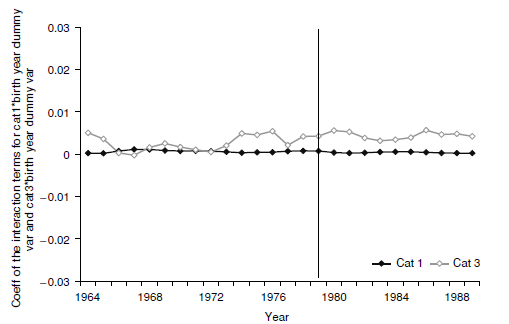 Coeff of the interaction terms for cat1*birth year dummy
var and cat3*birth year dummy var
0.03
0.02
0.01
0
−0.01
−0.02
−0.03
Cat 1 Cat 3
1964 1968 1972 1976 1980 1984 1988
Year